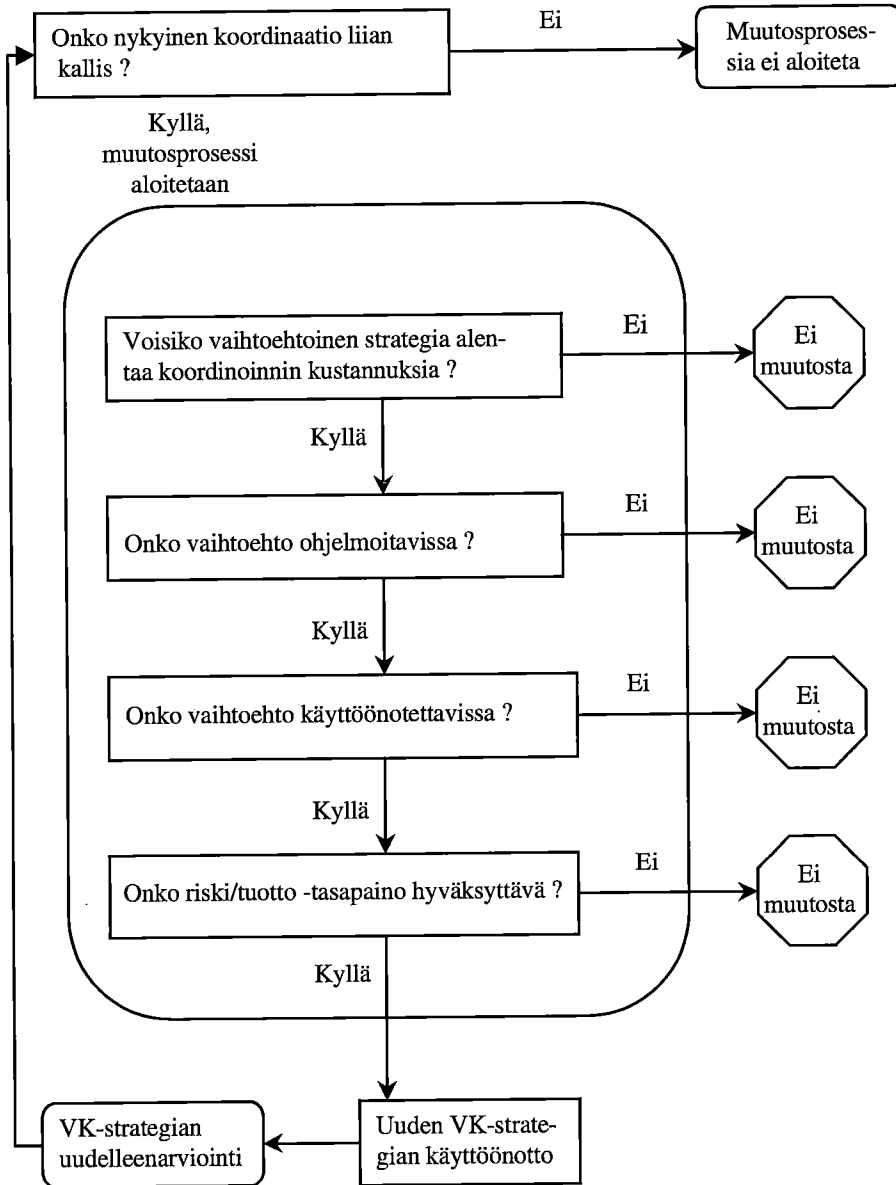 Onko nykyinen koordinaatio liian
kallis ?
Ei
Muutosproses-
sia ei aloiteta
Kyllä,
muutosprosessi
aloitetaan
Voisiko vaihtoehtoinen strategia alen-
taa koordinoinnin kustannuksia ?
Ei
Ei
muutosta
Kyllä
Onko vaihtoehto ohjelmoitavissa ?
Ei
Ei
muutosta
Kyllä
Onko vaihtoehto käyttöönotettavissa ?
Ei
Ei
muutosta
Kyllä
Onko riski/tuotto -tasapaino hyväksyttävä ?
Ei
Ei
muutosta
Kyllä
VK-strategian
uudelleenarviointi
Uuden VK-strate-
gian käyttöönotto